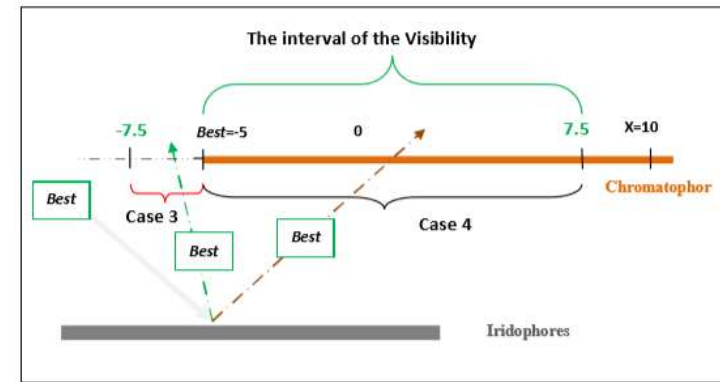 The interval of the Visibility
-7.5
Best=-5
0
7.5
X=10
Chromatophor
Best
Case 3
Best
Best
Case 4
Iridophores